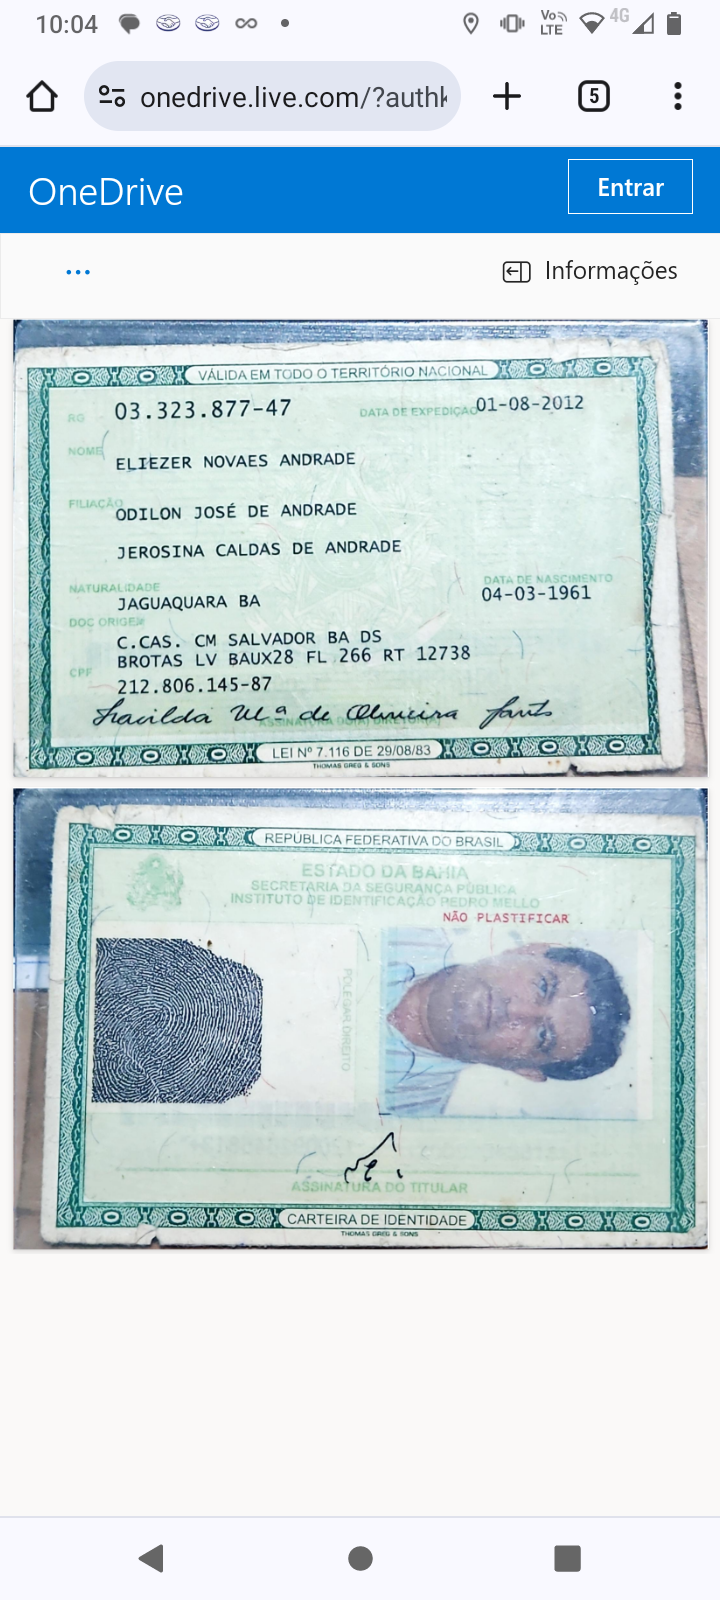 10:04
Vo LTE
4G
onedrive.live.com/?authk
5
OneDrive
Entrar
...
Informações
VÁLIDA EM TODO O TERRITÓRIO NACIONAL
RG 03.323.877-47 DATA DE EXPEDIÇÃO 01-08-2012
NOME
ELIEZER NOVAES ANDRADE
FILIAÇÃO
ODILON JOSÉ DE ANDRADE
JEROSINA CALDAS DE ANDRADE
NATURALIDADE DATA DE NASCIMENTO
JAGUAQUARA BA 04-03-1961
DOC ORIGEM
C.CAS. CM SALVADOR BA DS
BROTAS LV BAUX28 FL 266 RT 12738
CPF
212.806.145-87
Mª de Oliveira
LEI Nº 7.116 DE 29/08/83
THOMAS GREG & SONS
REPÚBLICA FEDERATIVA DO BRASIL
ESTADO DA BAHIA
SECRETARIA DA SEGURANÇA PÚBLICA
INSTITUTO DE IDENTIFICAÇÃO PEDRO MELLO
NÃO PLASTIFICAR
POLEGAR DIREITO
ASSINATURA DO TITULAR
CARTEIRA DE IDENTIDADE
THOMAS GREG & SONS